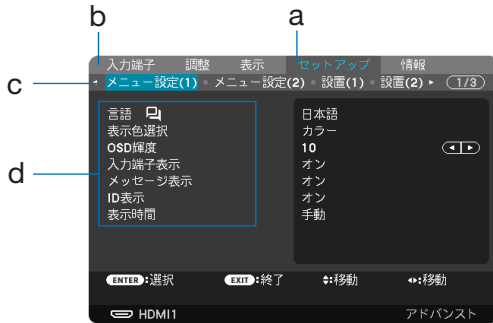 a
b
c
d
入力端子 調整 表示 セットアップ 情報
メニュー設定(1) メニュー設定(2) 設置(1) 設置(2) 1/3
言語 日本語
表示色選択 カラー
OSD輝度 10
入力端子表示 オン
メッセージ表示 オン
ID表示 オン
表示時間 手動
ENTER:選択 EXIT:終了 :移動 :移動
HDMI1 アドバンスト